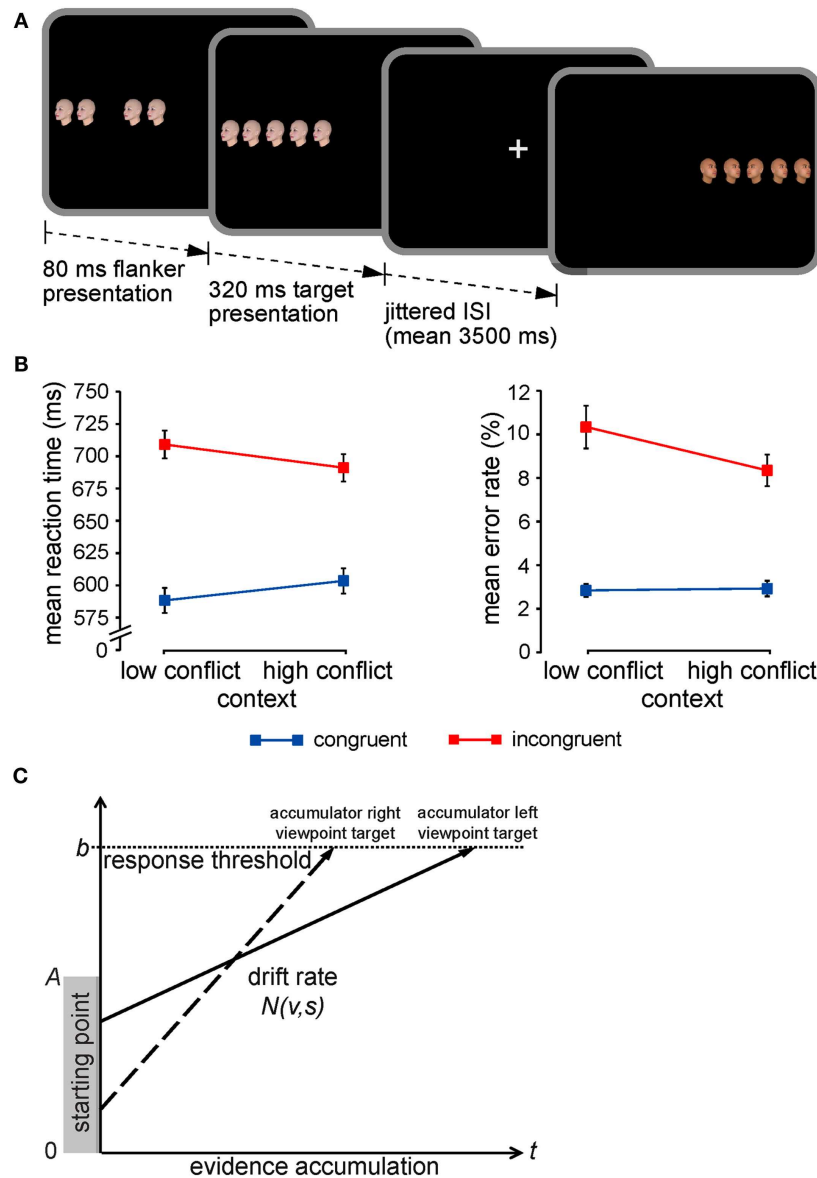 A
80 ms flanker
presentation
320 ms target
presentation
jittered ISI
(mean 3500 ms)
B
mean reaction time (ms)
750
725
700
675
650
625
600
575
0
low conflict high conflict
context
mean error rate (%)
12
10
8
6
4
2
0
low conflict high conflict
context
congruent incongruent
C
accumulator right
viewpoint target
accumulator left
viewpoint target
b
response threshold
A
drift rate
N(v,s)
starting point
0
t
evidence accumulation